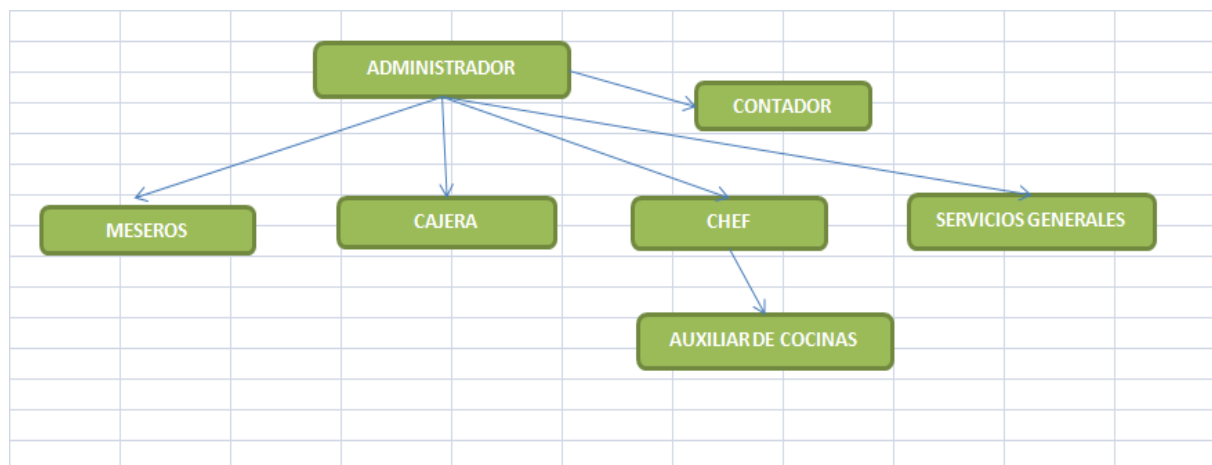 ADMINISTRADOR
CONTADOR
MESEROS
CAJERA
CHEF
SERVICIOS GENERALES
AUXILIAR DE COCINAS